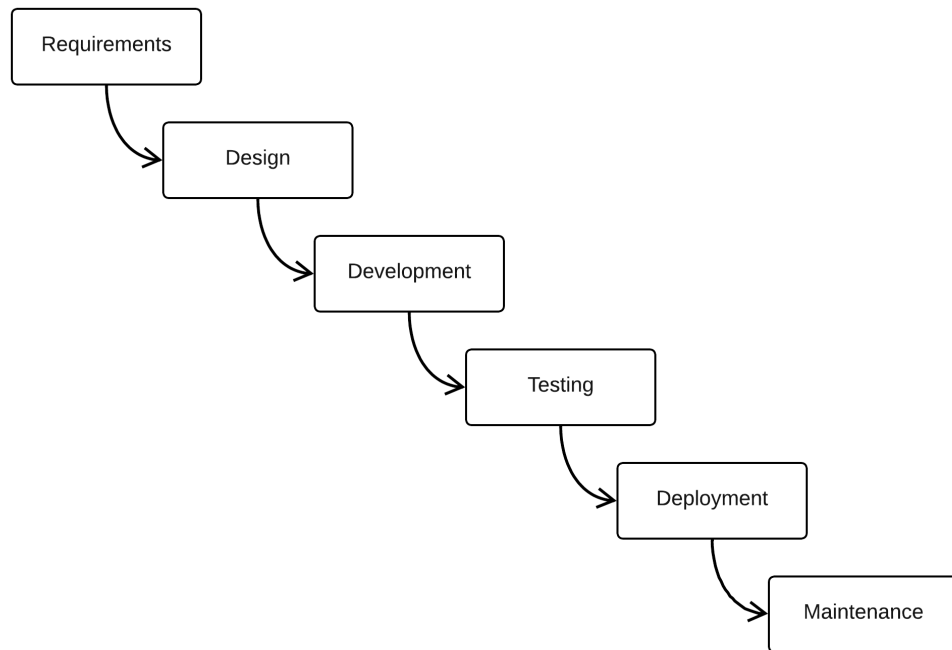 Requirements
Design
Development
Testing
Deployment
Maintenance